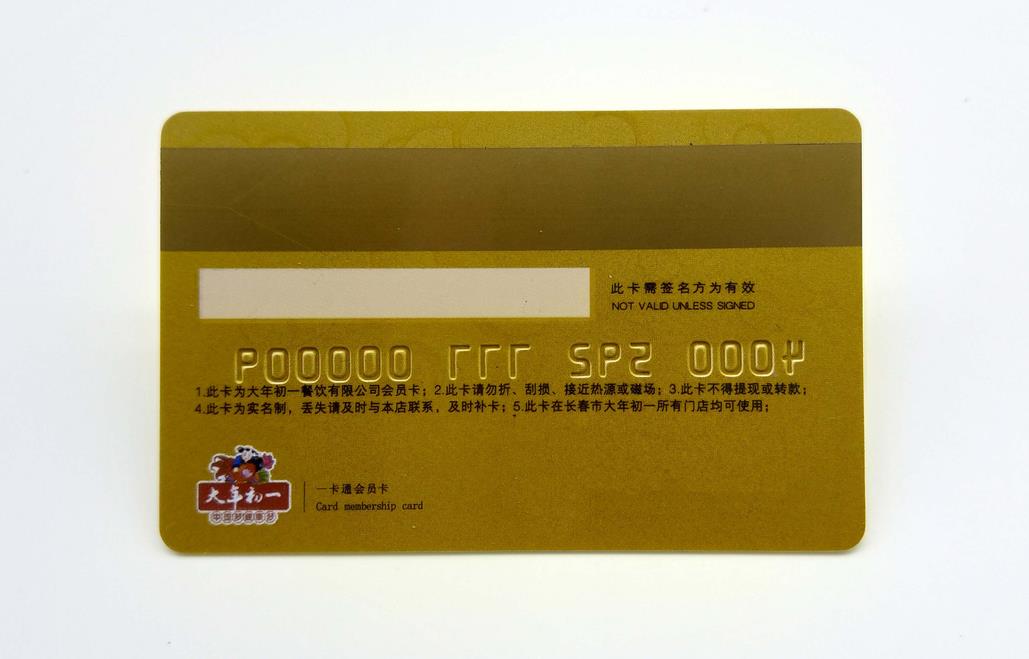 此卡需签名方为有效
NOT VALID UNLESS SIGNED
1.此卡为大年初一餐饮有限公司会员卡；2.此卡请勿折、刮损、接近热源或磁场；3.此卡不得提现或转款；
4.此卡为实名制，丢失请及时与本店联系，及时补卡；5.此卡在长春市大年初一所有门店均可使用；
大年初一
一卡通会员卡
Card membership card